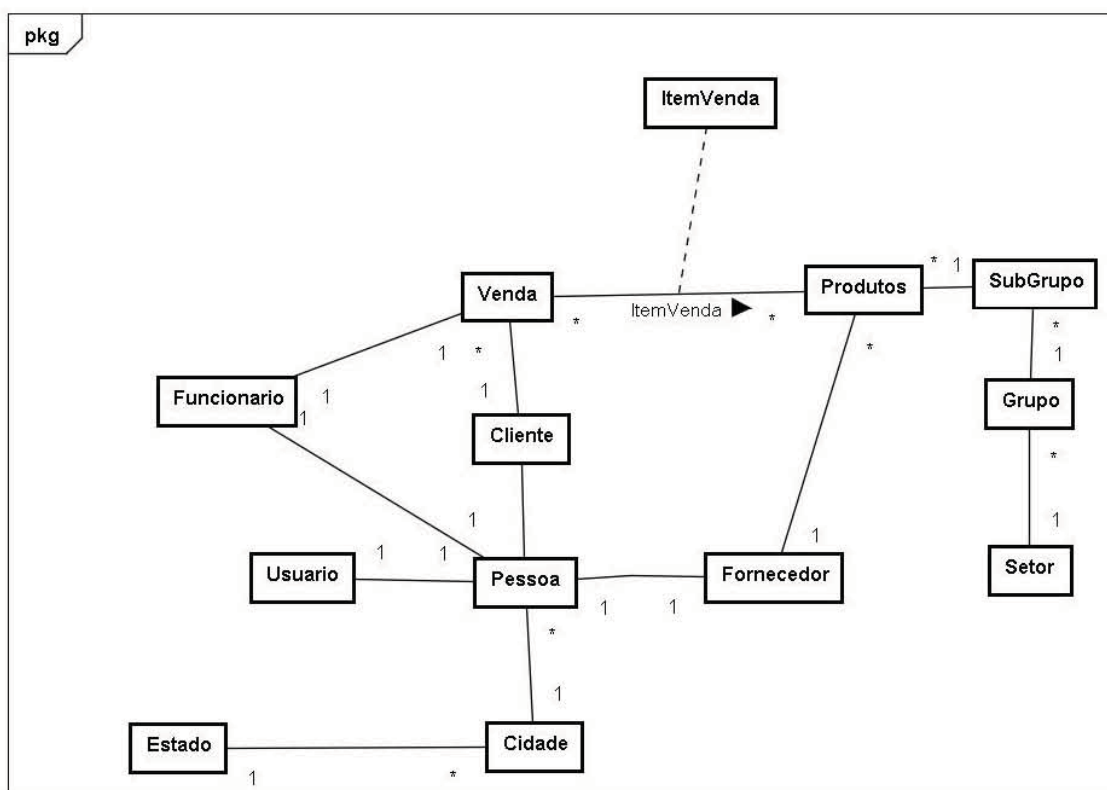 pkg
ItemVenda
* 1
Venda
Produtos
SubGrupo
*
ItemVenda
*
*
1
*
*
1
Funcionario
1
1
1
Grupo
Cliente
*
1
1
1
Usuario
1
1
Pessoa
Fornecedor
Setor
1
1
*
1
Estado
Cidade
1
*